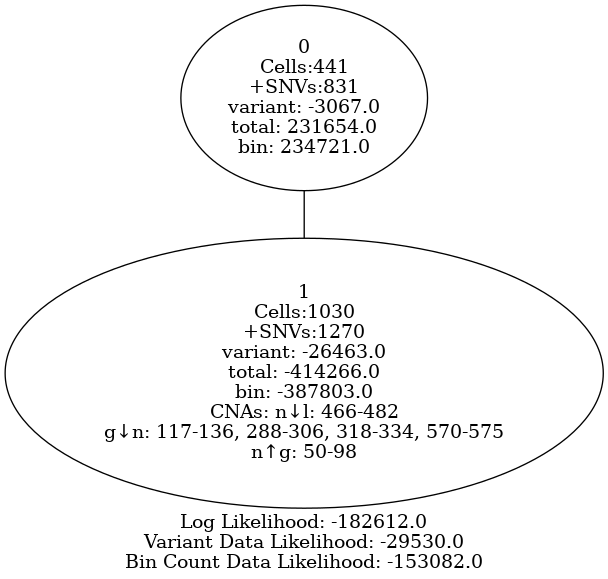 0
Cells:441
+SNVs:831
variant: -3067.0
total: 231654.0
bin: 234721.0
1
Cells:1030
+SNVs:1270
variant: -26463.0
total: -414266.0
bin: -387803.0
CNAs: n↓l: 466-482
g↓n: 117-136, 288-306, 318-334, 570-575
n↑g: 50-98
Log Likelihood: -182612.0
Variant Data Likelihood: -29530.0
Bin Count Data Likelihood: -153082.0